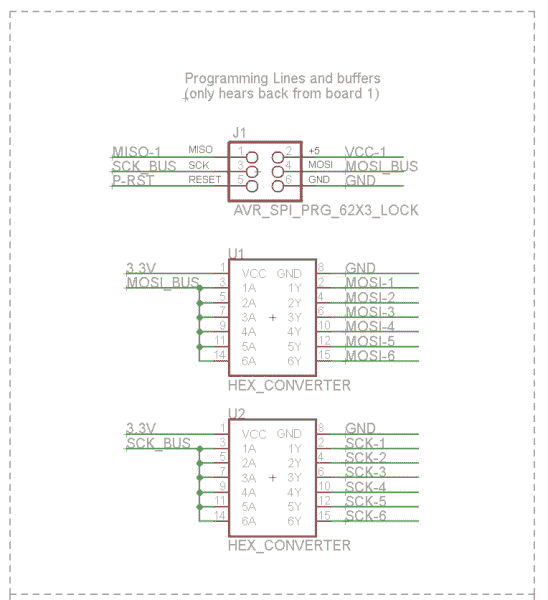 Programming Lines and buffers
(only hears back from board 1)
J1
MISO-1 MISO 1 2 +5 VCC-1
SCK_BUS SCK 3 4 MOSI MOSI_BUS
P-RST RESET 5 6 GND GND
AVR_SPI_PRG_62X3_LOCK
U1
3.3V 1 VCC GND 8 GND
MOSI_BUS 3 1A 1Y 2 MOSI-1
5 2A 2Y 4 MOSI-2
7 3A 3Y 6 MOSI-3
9 4A 4Y 10 MOSI-4
11 5A 5Y 12 MOSI-5
14 6A 6Y 15 MOSI-6
HEX_CONVERTER
U2
3.3V 1 VCC GND 8 GND
SCK_BUS 3 1A 1Y 2 SCK-1
5 2A 2Y 4 SCK-2
7 3A 3Y 6 SCK-3
9 4A 4Y 10 SCK-4
11 5A 5Y 12 SCK-5
14 6A 6Y 15 SCK-6
HEX_CONVERTER